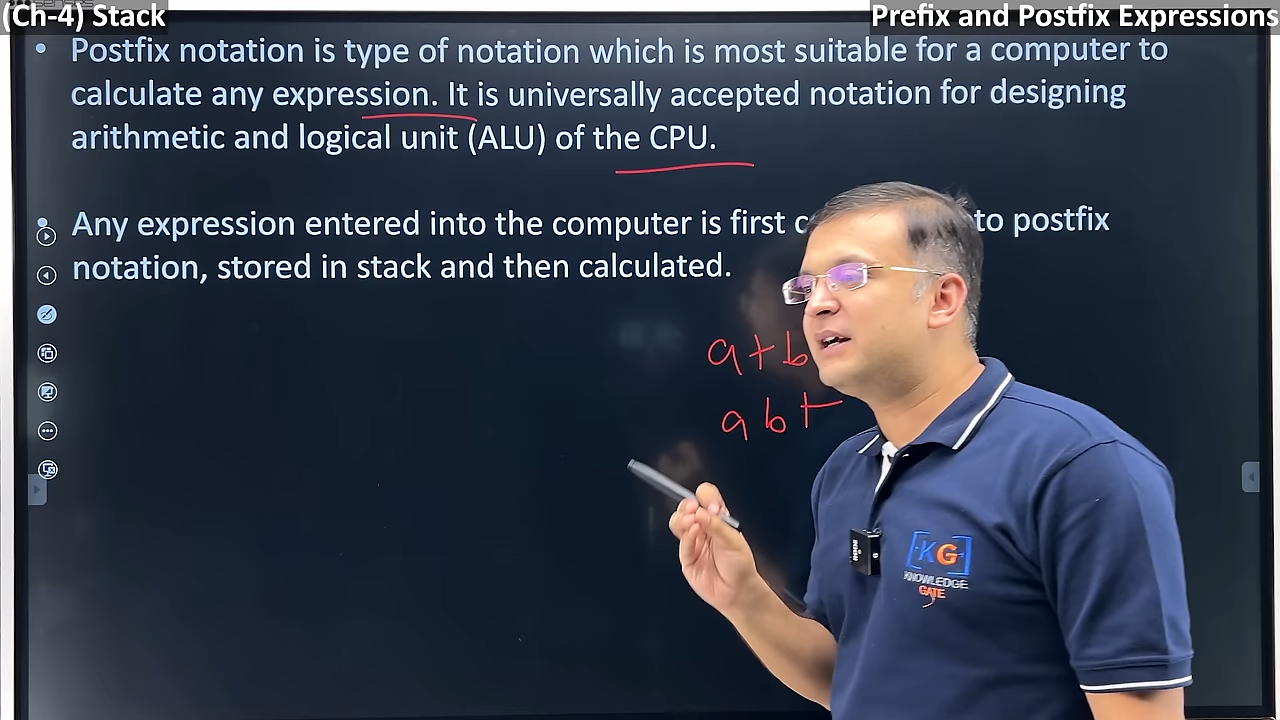 (Ch-4) Stack
Prefix and Postfix Expressions
• Postfix notation is type of notation which is most suitable for a computer to
calculate any expression. It is universally accepted notation for designing
arithmetic and logical unit (ALU) of the CPU.
• Any expression entered into the computer is first to postfix
notation, stored in stack and then calculated.
a+b
ab+
KG
KNOWLEDGE
GATE